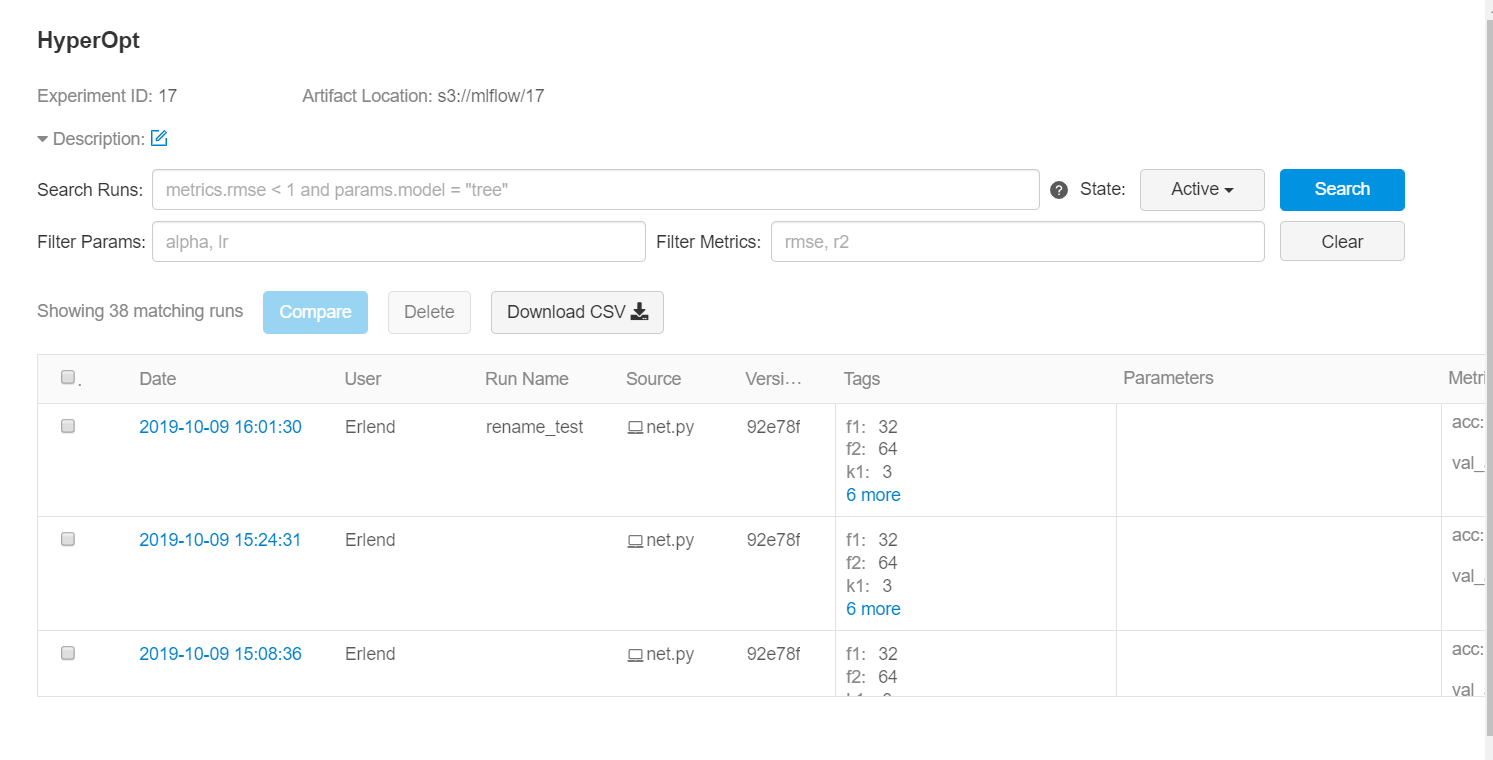 HyperOpt
Experiment ID: 17 Artifact Location: s3://mlflow/17
Description:
Search Runs: metrics.rmse < 1 and params.model = "tree" ? State: Active Search
Filter Params: alpha, lr Filter Metrics: rmse, r2 Clear
Showing 38 matching runs Compare Delete Download CSV
. Date User Run Name Source Versi… Tags Parameters Metri
2019-10-09 16:01:30 Erlend rename_test net.py 92e78f f1: 32 acc:
f2: 64
k1: 3 val_
6 more
2019-10-09 15:24:31 Erlend net.py 92e78f f1: 32 acc:
f2: 64
k1: 3 val_
6 more
2019-10-09 15:08:36 Erlend net.py 92e78f f1: 32 acc:
f2: 64
val_